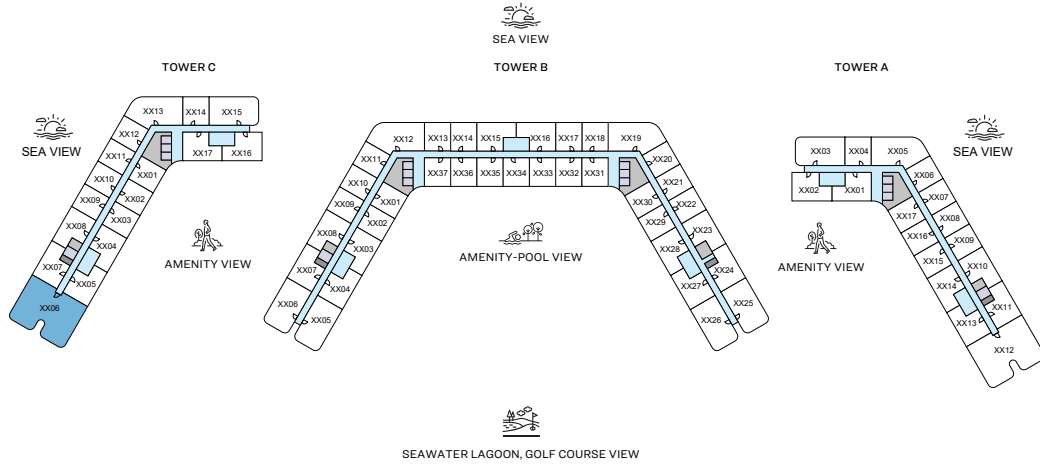 SEA VIEW
TOWER C
TOWER B
TOWER A
SEA VIEW
SEA VIEW
AMENITY VIEW
AMENITY-POOL VIEW
AMENITY VIEW
XX13
XX14
XX15
XX12
XX17
XX16
XX11
XX01
XX10
XX02
XX09
XX03
XX08
XX04
XX07
XX05
XX06
XX12
XX13
XX14
XX15
XX16
XX17
XX18
XX19
XX11
XX37
XX36
XX35
XX34
XX33
XX32
XX31
XX20
XX10
XX01
XX30
XX21
XX09
XX02
XX29
XX22
XX08
XX03
XX28
XX23
XX07
XX04
XX27
XX24
XX06
XX05
XX26
XX25
XX03
XX04
XX05
XX02
XX01
XX06
XX17
XX07
XX16
XX08
XX15
XX09
XX14
XX10
XX13
XX11
XX12
SEAWATER LAGOON, GOLF COURSE VIEW